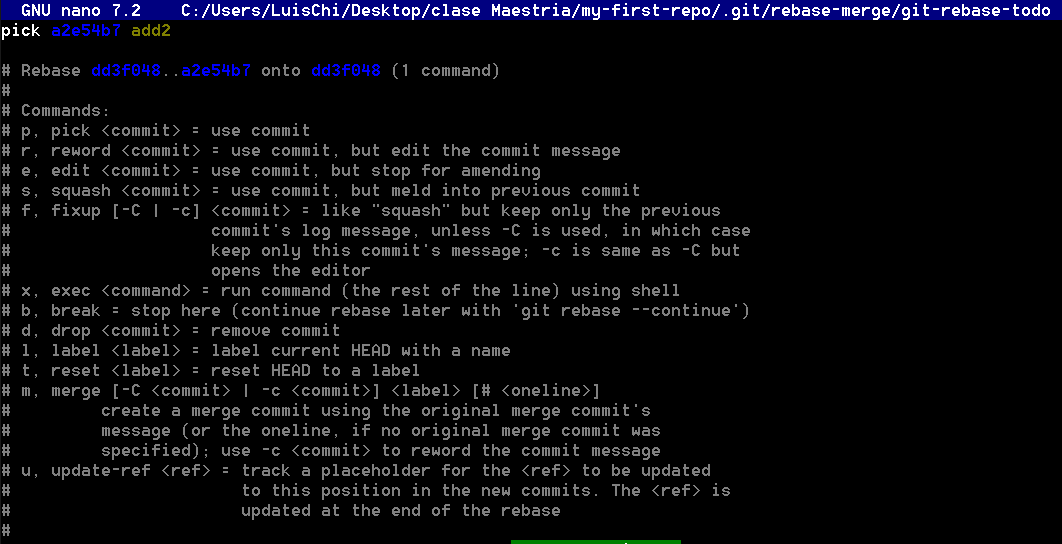 GNU nano 7.2    C:/Users/LuisChi/Desktop/clase Maestria/my-first-repo/.git/rebase-merge/git-rebase-todo
pick a2e54b7 add2

# Rebase dd3f048..a2e54b7 onto dd3f048 (1 command)
#
# Commands:
# p, pick <commit> = use commit
# r, reword <commit> = use commit, but edit the commit message
# e, edit <commit> = use commit, but stop for amending
# s, squash <commit> = use commit, but meld into previous commit
# f, fixup [-C | -c] <commit> = like "squash" but keep only the previous
#                    commit's log message, unless -C is used, in which case
#                    keep only this commit's message; -c is same as -C but
#                    opens the editor
# x, exec <command> = run command (the rest of the line) using shell
# b, break = stop here (continue rebase later with 'git rebase --continue')
# d, drop <commit> = remove commit
# l, label <label> = label current HEAD with a name
# t, reset <label> = reset HEAD to a label
# m, merge [-C <commit> | -c <commit>] <label> [# <oneline>]
#         create a merge commit using the original merge commit's
#         message (or the oneline, if no original merge commit was
#         specified); use -c <commit> to reword the commit message
# u, update-ref <ref> = track a placeholder for the <ref> to be updated
#                       to this position in the new commits. The <ref> is
#                       updated at the end of the rebase
#